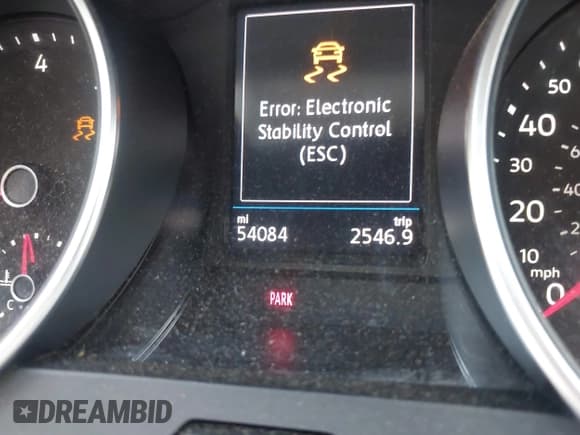 Error: Electronic
Stability Control
(ESC)
mi trip
54084 2546.9
PARK
4
C
50
40
30
20
10
mph
0
DREAMBID